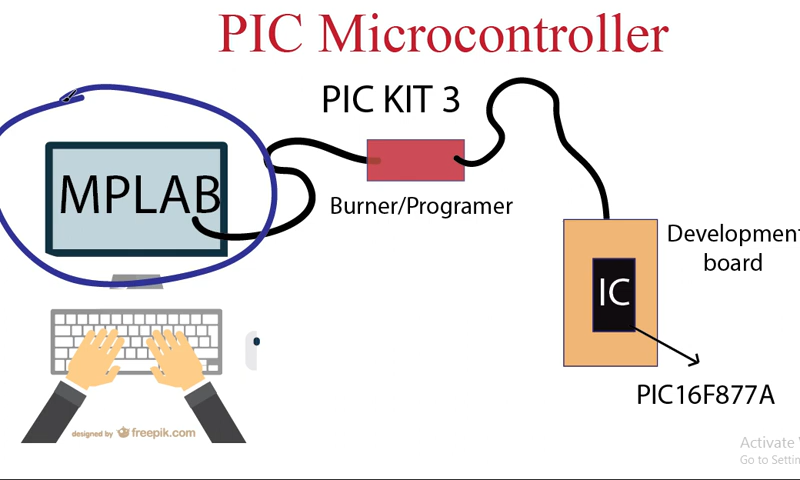 PIC Microcontroller
PIC KIT 3
MPLAB
Burner/Programer
Development
board
IC
PIC16F877A
designed by freepik.com
Activate
Go to Settin